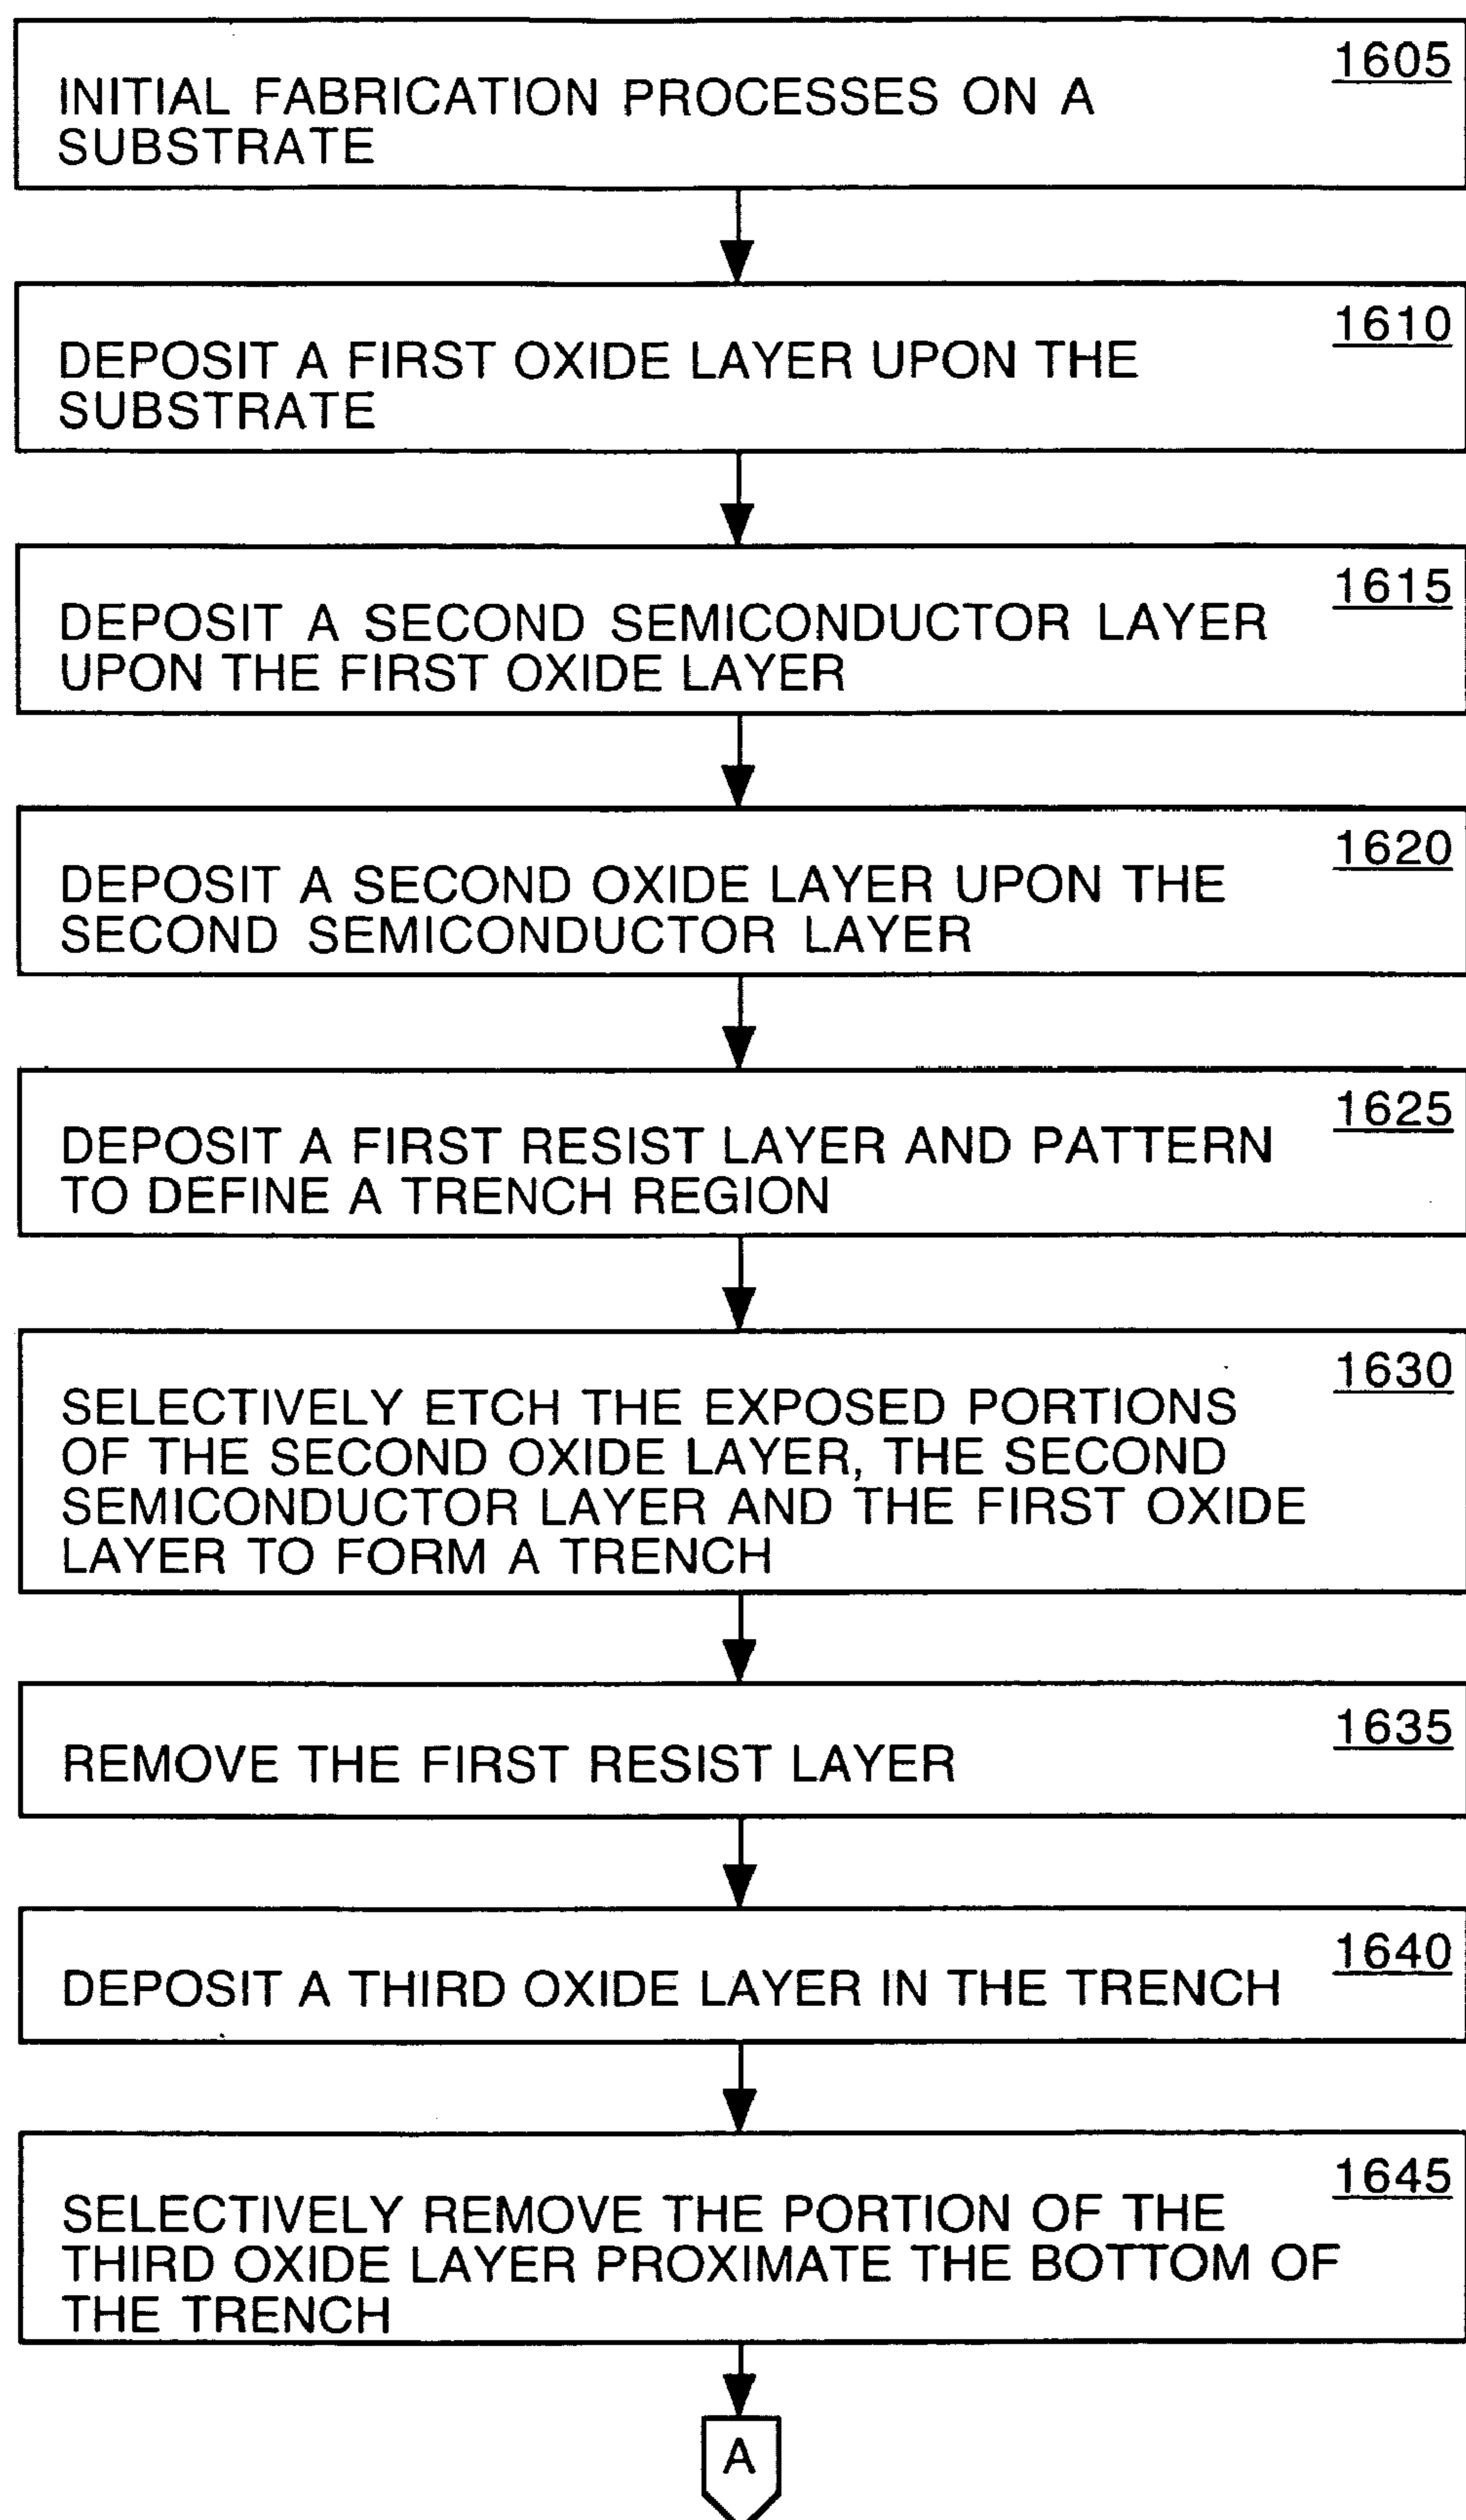 1605
INITIAL FABRICATION PROCESSES ON A
SUBSTRATE
1610
DEPOSIT A FIRST OXIDE LAYER UPON THE
SUBSTRATE
1615
DEPOSIT A SECOND SEMICONDUCTOR LAYER
UPON THE FIRST OXIDE LAYER
1620
DEPOSIT A SECOND OXIDE LAYER UPON THE
SECOND SEMICONDUCTOR LAYER
1625
DEPOSIT A FIRST RESIST LAYER AND PATTERN
TO DEFINE A TRENCH REGION
1630
SELECTIVELY ETCH THE EXPOSED PORTIONS
OF THE SECOND OXIDE LAYER, THE SECOND
SEMICONDUCTOR LAYER AND THE FIRST OXIDE
LAYER TO FORM A TRENCH
1635
REMOVE THE FIRST RESIST LAYER
1640
DEPOSIT A THIRD OXIDE LAYER IN THE TRENCH
1645
SELECTIVELY REMOVE THE PORTION OF THE
THIRD OXIDE LAYER PROXIMATE THE BOTTOM OF
THE TRENCH
A